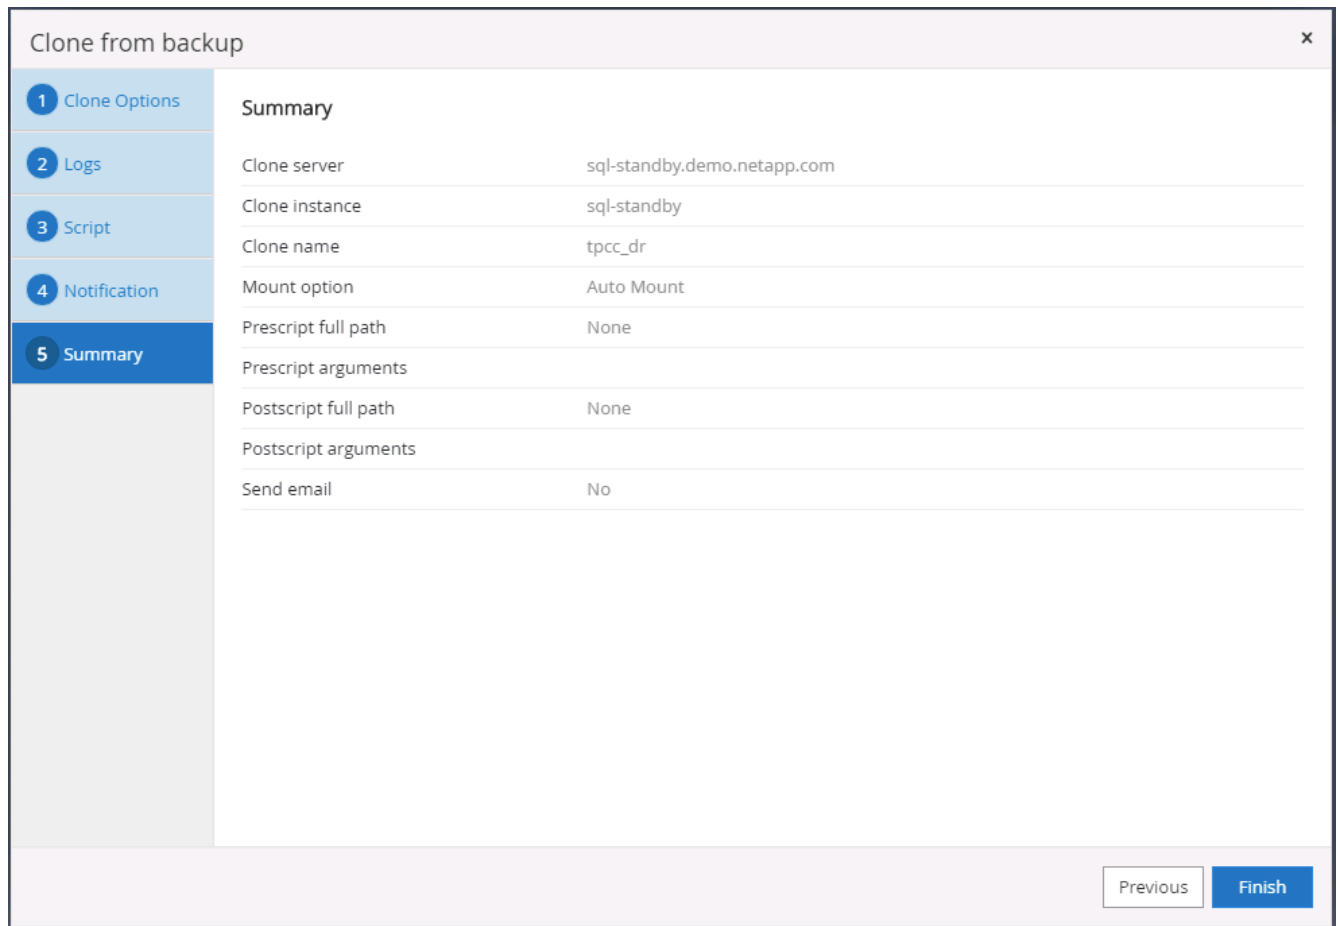 Clone from backup
×
1 Clone Options
2 Logs
3 Script
4 Notification
5 Summary
Summary
Clone server sql-standby.demo.netapp.com
Clone instance sql-standby
Clone name tpcc_dr
Mount option Auto Mount
Prescript full path None
Prescript arguments
Postscript full path None
Postscript arguments
Send email No
Previous Finish